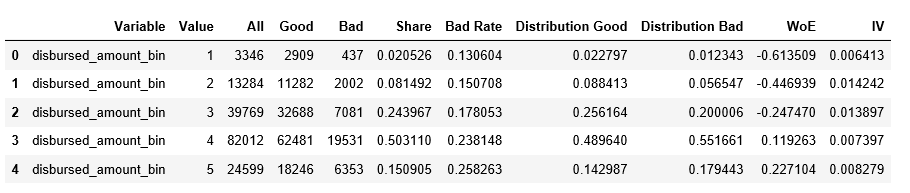 Variable Value All Good Bad Share Bad Rate Distribution Good Distribution Bad WoE IV
0 disbursed_amount_bin 1 3346 2909 437 0.020526 0.130604 0.022797 0.012343 -0.613509 0.006413
1 disbursed_amount_bin 2 13284 11282 2002 0.081492 0.150708 0.088413 0.056547 -0.446939 0.014242
2 disbursed_amount_bin 3 39769 32688 7081 0.243967 0.178053 0.256164 0.200006 -0.247470 0.013897
3 disbursed_amount_bin 4 82012 62481 19531 0.503110 0.238148 0.489640 0.551661 0.119263 0.007397
4 disbursed_amount_bin 5 24599 18246 6353 0.150905 0.258263 0.142987 0.179443 0.227104 0.008279